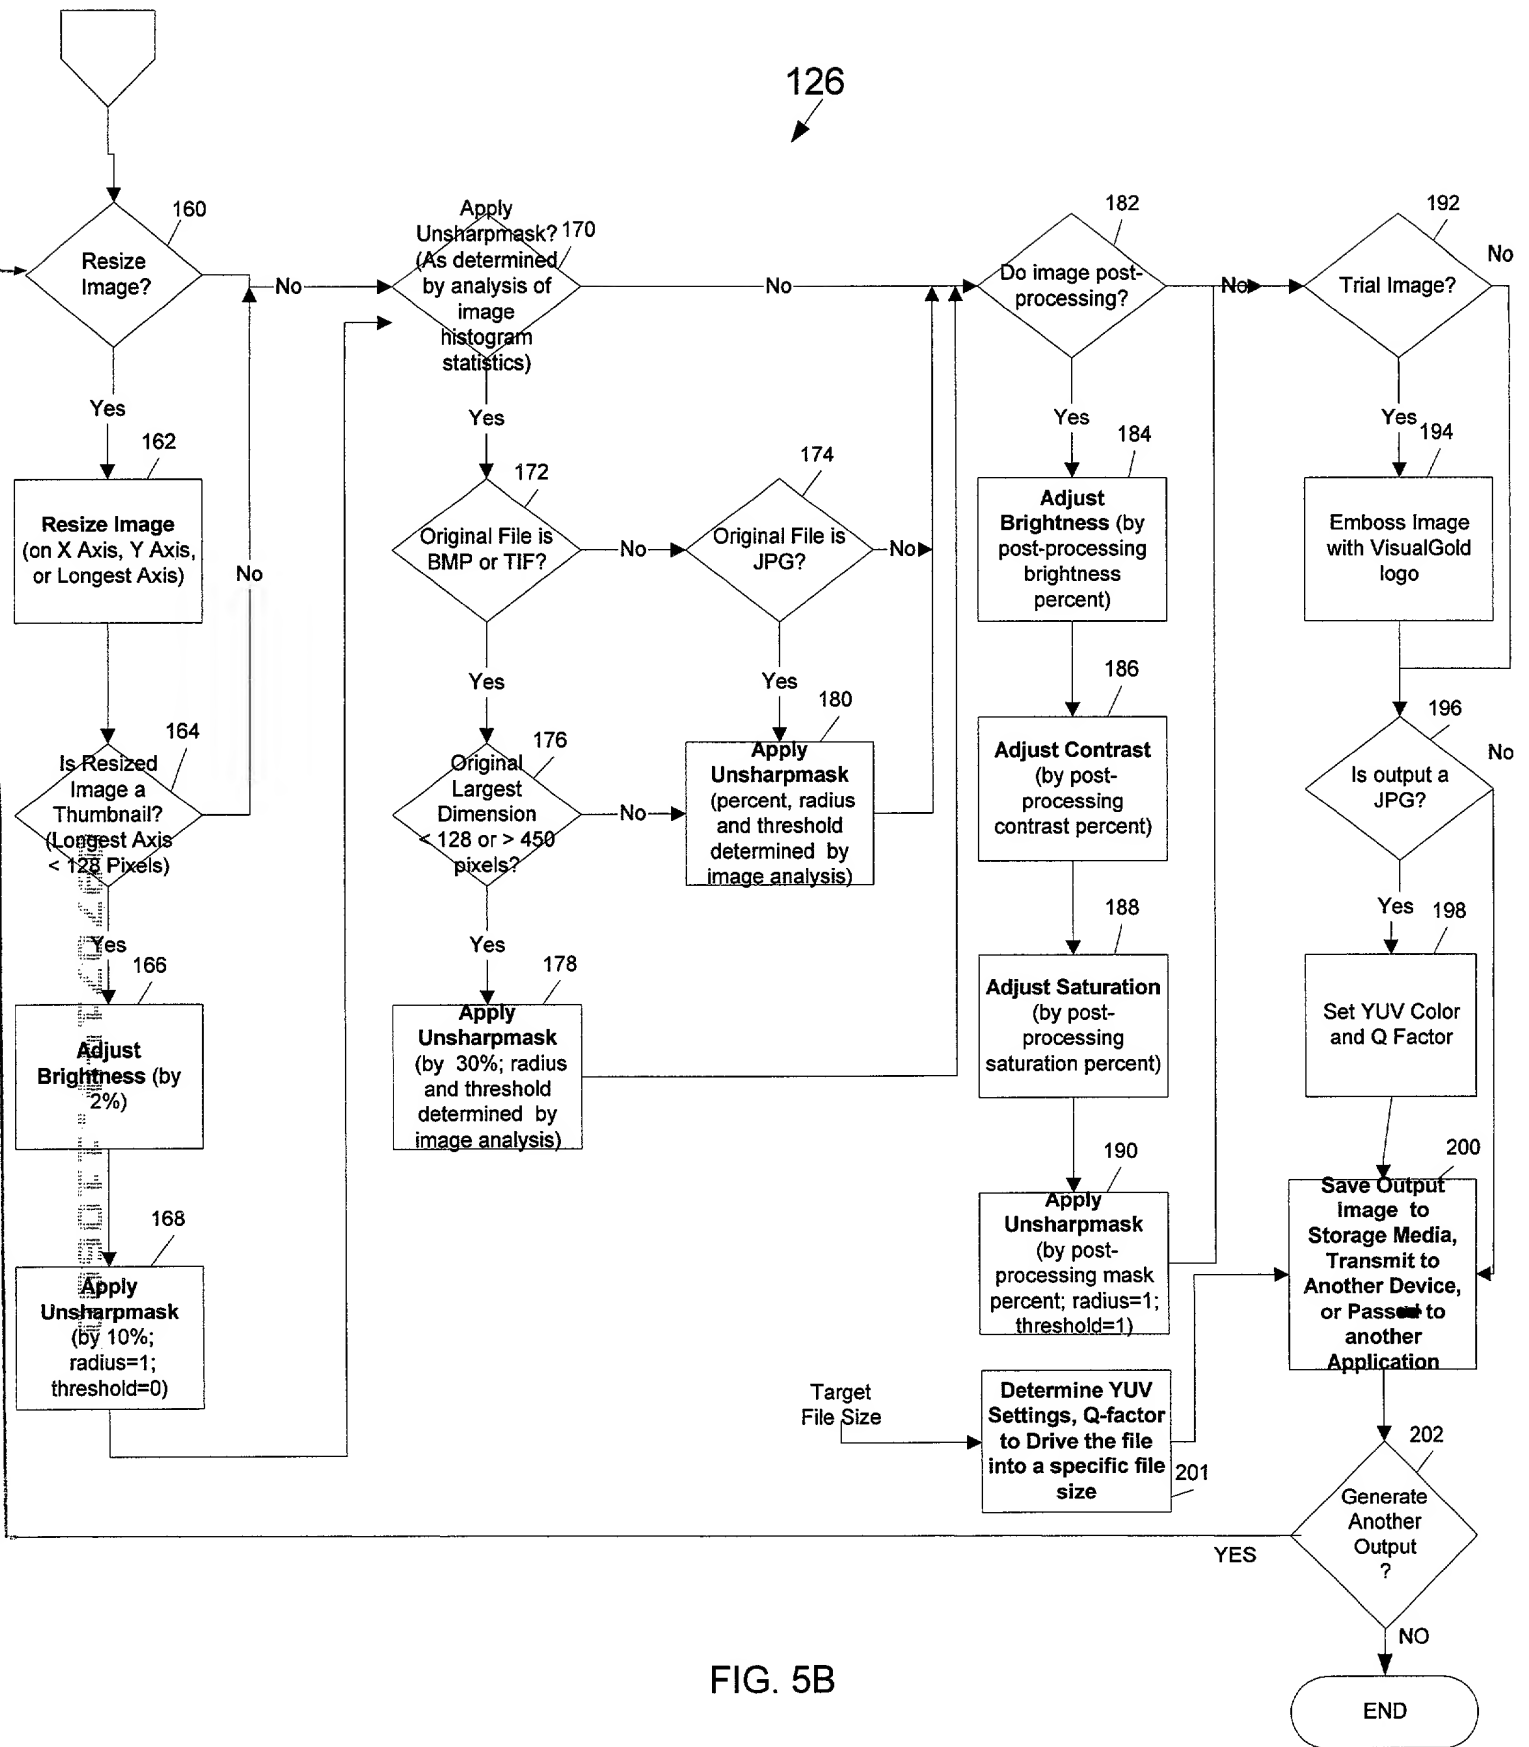 126
160
Resize
Image?
No
Yes
162
Resize Image
(on X Axis, Y Axis,
or Longest Axis)
No
164
Is Resized
Image a
Thumbnail?
(Longest Axis
< 128 Pixels)
Yes
166
Adjust
Brightness (by
2%)
168
Apply
Unsharpmask
(by 10%;
radius=1;
threshold=0)
Apply
Unsharpmask?
(As determined
by analysis of
image
histogram
statistics)
170
No
Yes
172
Original File is
BMP or TIF?
No
174
Original File is
JPG?
No
Yes
Yes
176
Original
Largest
Dimension
< 128 or > 450
pixels?
No
180
Apply
Unsharpmask
(percent, radius
and threshold
determined by
image analysis)
Yes
178
Apply
Unsharpmask
(by 30%; radius
and threshold
determined by
image analysis)
182
Do image post-
processing?
No
Yes
184
Adjust
Brightness (by
post-processing
brightness
percent)
186
Adjust Contrast
(by post-
processing
contrast percent)
188
Adjust Saturation
(by post-
processing
saturation percent)
190
Apply
Unsharpmask
(by post-
processing mask
percent; radius=1;
threshold=1)
Target
File Size
Determine YUV
Settings, Q-factor
to Drive the file
into a specific file
size
201
192
Trial Image?
No
Yes
194
Emboss Image
with VisualGold
logo
196
Is output a
JPG?
No
Yes
198
Set YUV Color
and Q Factor
200
Save Output
Image to
Storage Media,
Transmit to
Another Device,
or Pass to
another
Application
202
Generate
Another
Output
?
YES
NO
END
FIG. 5B